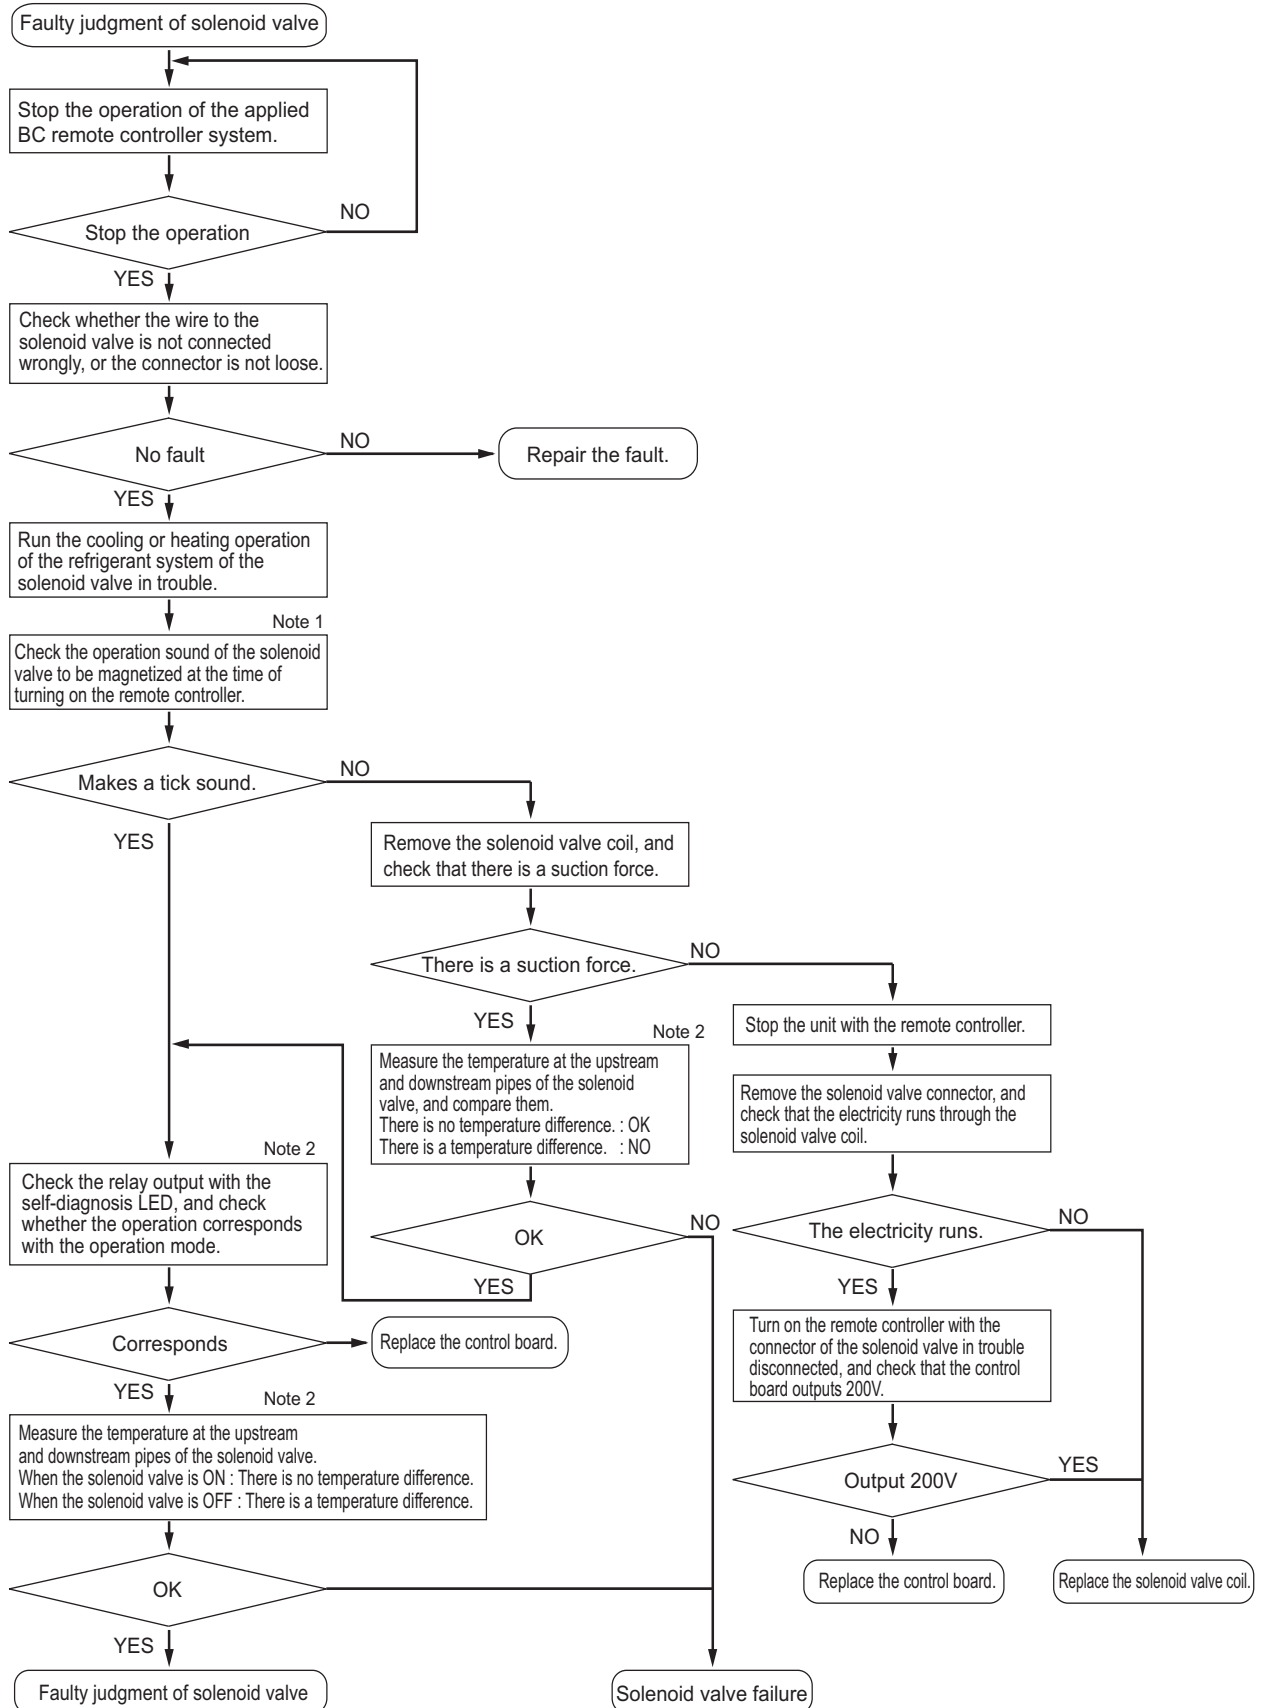 Faulty judgment of solenoid valve
Stop the operation of the applied
BC remote controller system.
NO
Stop the operation
YES
Check whether the wire to the
solenoid valve is not connected
wrongly, or the connector is not loose.
No fault
NO
Repair the fault.
YES
Run the cooling or heating operation
of the refrigerant system of the
solenoid valve in trouble.
Note 1
Check the operation sound of the solenoid
valve to be magnetized at the time of
turning on the remote controller.
Makes a tick sound.
NO
YES
Remove the solenoid valve coil, and
check that there is a suction force.
There is a suction force.
NO
YES
Note 2
Measure the temperature at the upstream
and downstream pipes of the solenoid
valve, and compare them.
There is no temperature difference. : OK
There is a temperature difference. : NO
Stop the unit with the remote controller.
Remove the solenoid valve connector, and
check that the electricity runs through the
solenoid valve coil.
Note 2
Check the relay output with the
self-diagnosis LED, and check
whether the operation corresponds
with the operation mode.
OK
NO
YES
The electricity runs.
NO
YES
Corresponds
Replace the control board.
YES
Turn on the remote controller with the
connector of the solenoid valve in trouble
disconnected, and check that the control
board outputs 200V.
Note 2
Measure the temperature at the upstream
and downstream pipes of the solenoid valve.
When the solenoid valve is ON : There is no temperature difference.
When the solenoid valve is OFF : There is a temperature difference.
Output 200V
YES
NO
Replace the control board.
Replace the solenoid valve coil.
OK
YES
Faulty judgment of solenoid valve
Solenoid valve failure